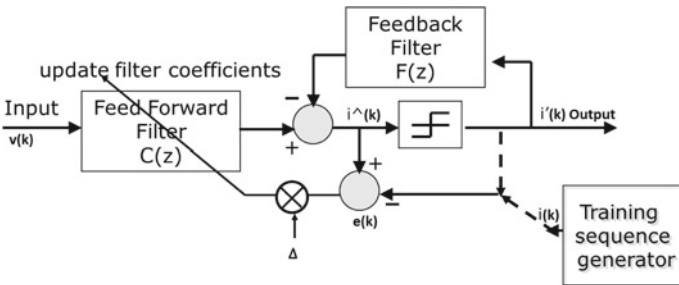 Feedback
Filter
F(z)
update filter coefficients
Input
v(k)
Feed Forward
Filter
C(z)
−
+
i^(k)
i′(k) Output
+
−
e(k)
Δ
i(k)
Training
sequence
generator